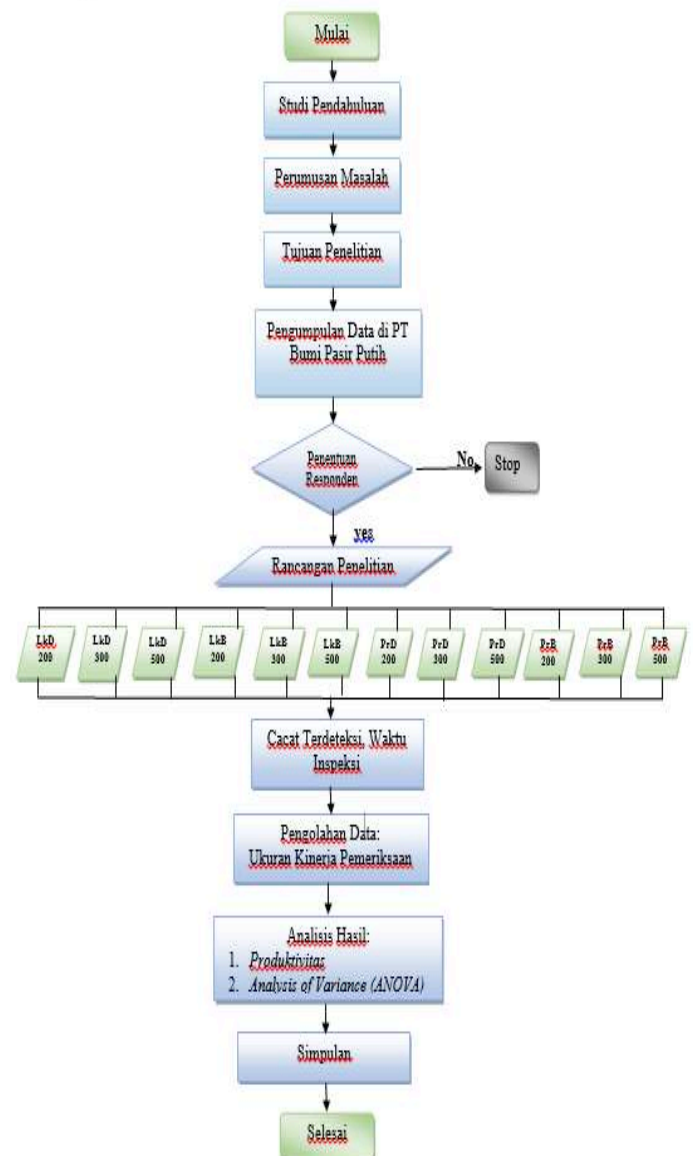 Mulai
Studi Pendahuluan
Perumusan Masalah
Tujuan Penelitian
Pengumpulan Data di PT
Bumi Pasir Putih
Penentuan
Responden
No
Stop
yes
Rancangan Penelitian
LkD
200
LkD
300
LkD
500
LkB
200
LkB
300
LkB
500
PrD
200
PrD
300
PrD
500
PrB
200
PrB
300
PrB
500
Cacat Terdeteksi, Waktu
Inspeksi
Pengolahan Data:
Ukuran Kinerja Pemeriksaan
Analisis Hasil:
1. Produktivitas
2. Analysis of Variance (ANOVA)
Simpulan
Selesai